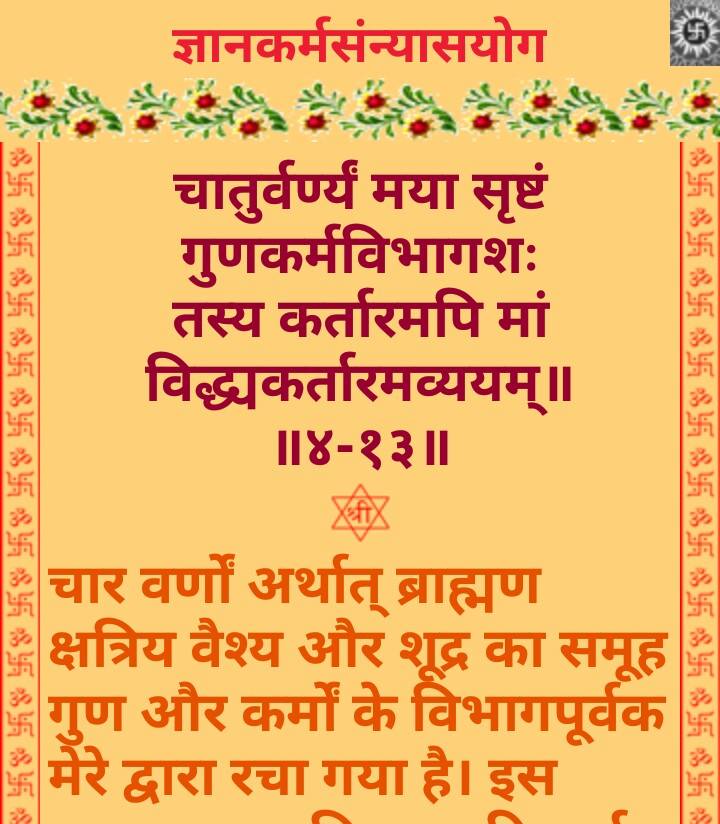 ज्ञानकर्मसंन्यासयोग
चातुर्वर्ण्यं मया सृष्टं
गुणकर्मविभागशः
तस्य कर्तारमपि मां
विद्ध्यकर्तारमव्ययम्॥
॥४-१३॥
श्री
चार वर्णों अर्थात् ब्राह्मण
क्षत्रिय वैश्य और शूद्र का समूह
गुण और कर्मों के विभागपूर्वक
मेरे द्वारा रचा गया है। इस